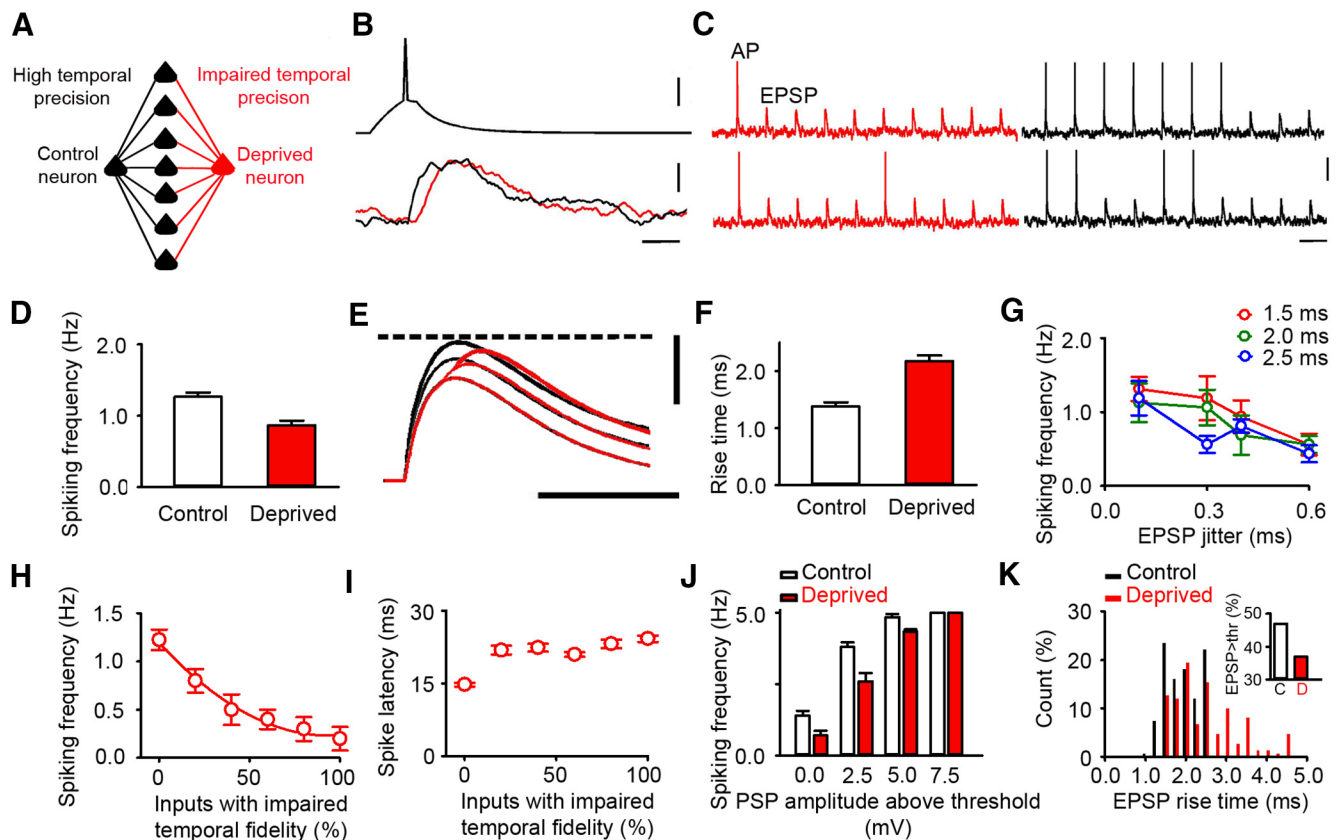 A
High temporal
precision
Impaired temporal
precison
Control
neuron
Deprived
neuron
B
C
AP
EPSP
D
Spikiing frequency (Hz)
2.0
1.0
0.0
Control
Deprived
E
F
Rise time (ms)
2.0
1.0
0.0
Control
Deprived
G
1.5 ms
2.0 ms
2.5 ms
Spiking frequency (Hz)
2.0
1.0
0.0
0.0
0.3
0.6
EPSP jitter (ms)
H
Spiking frequency (Hz)
1.5
1.0
0.5
0.0
0
50
100
Inputs with impaired
temporal fidelity (%)
I
Spike latency (ms)
30
15
0
0
50
100
Inputs with impaired
temporal fidelity (%)
J
Control
Deprived
Spiking frequency (Hz)
5.0
0.0
0.0
2.5
5.0
7.5
PSP amplitude above threshold
(mV)
K
Control
Deprived
Count (%)
30
20
10
0
0.0
1.0
2.0
3.0
4.0
5.0
EPSP rise time (ms)
EPSP>thr (%)
50
40
30
C
D